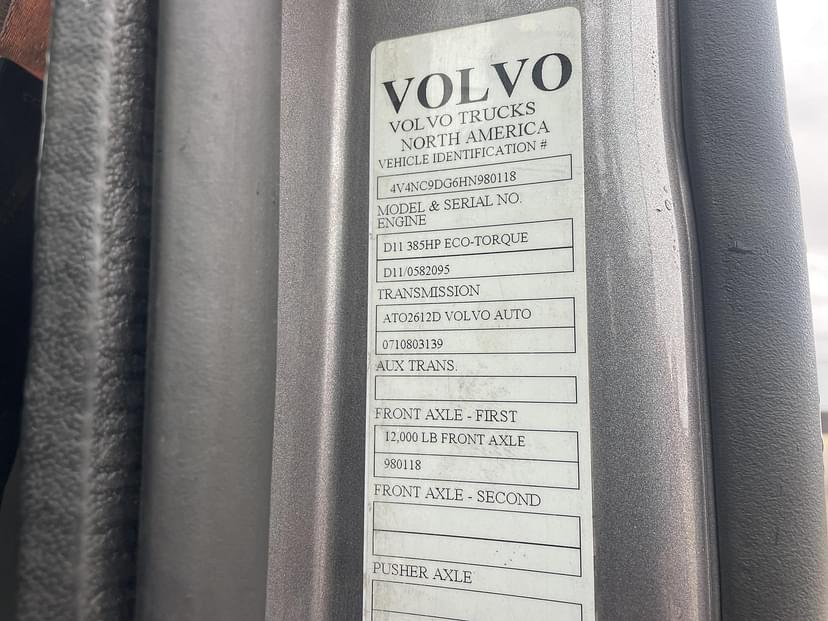 VOLVO
VOLVO TRUCKS
NORTH AMERICA
VEHICLE IDENTIFICATION #
4V4NC9DG6HN980118
MODEL & SERIAL NO.
ENGINE
D11 385HP ECO-TORQUE
D11/0582095
TRANSMISSION
ATO2612D VOLVO AUTO
0710803139
AUX TRANS.
FRONT AXLE - FIRST
12,000 LB FRONT AXLE
980118
FRONT AXLE - SECOND
PUSHER AXLE